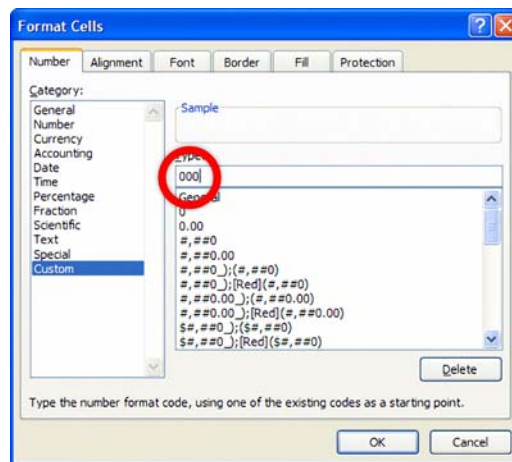 Format Cells
Number Alignment Font Border Fill Protection
Category:
General
Number
Currency
Accounting
Date
Time
Percentage
Fraction
Scientific
Text
Special
Custom
Sample
Type:
000
General
0
0.00
#,##0
#,##0.00
#,##0_);(#,##0)
#,##0_);[Red](#,##0)
#,##0.00_);(#,##0.00)
#,##0.00_);[Red](#,##0.00)
$#,##0_);($#,##0)
$#,##0_);[Red]($#,##0)
Delete
Type the number format code, using one of the existing codes as a starting point.
OK Cancel